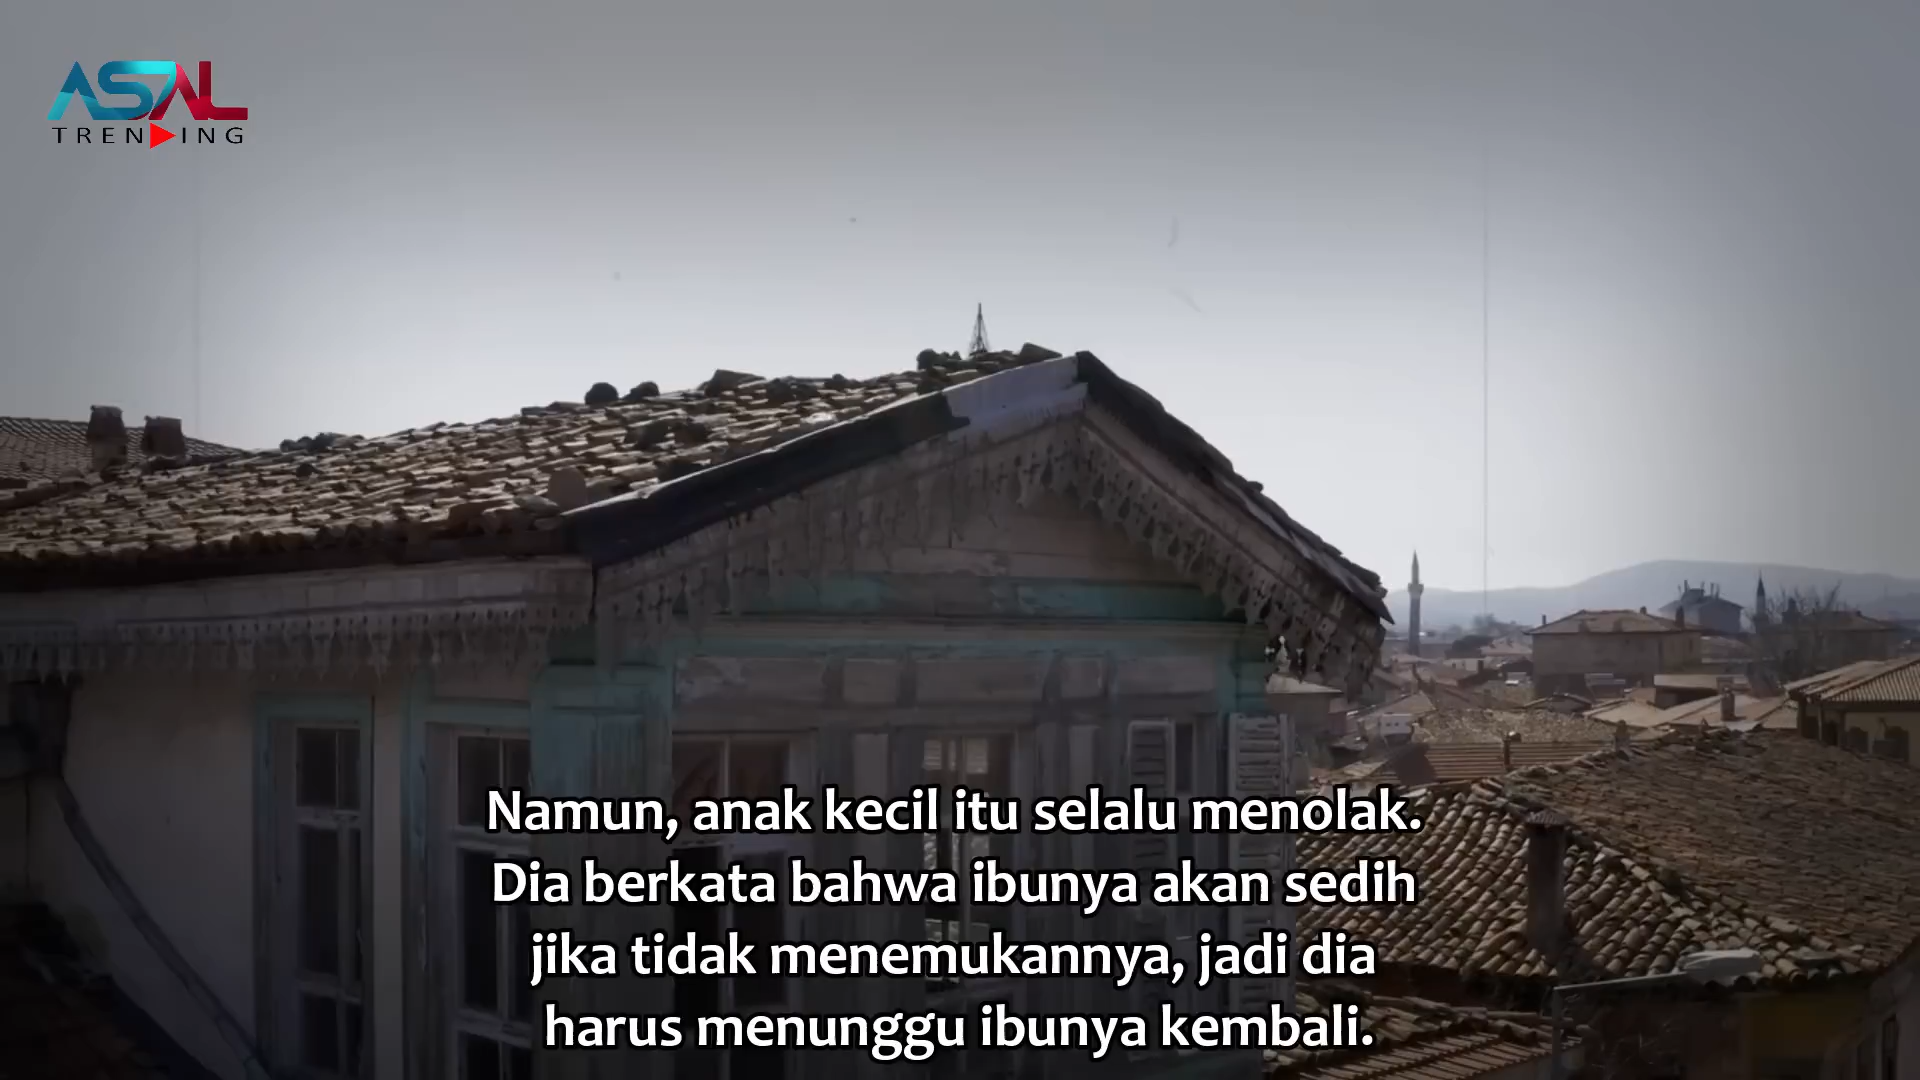 ASAL
TRENDING
Namun, anak kecil itu selalu menolak.
Dia berkata bahwa ibunya akan sedih
jika tidak menemukannya, jadi dia
harus menunggu ibunya kembali.